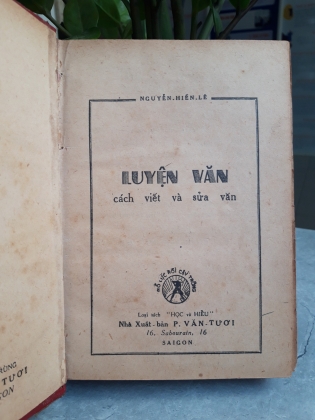 NGUYỄN-HIẾN-LÊ
LUYỆN VĂN
cách viết và sửa văn
Loại sách "HỌC và HIỂU"
Nhà Xuất-bản P. VĂN-TƯƠI
16, Sabourain, 16
SAIGON
TƯƠI